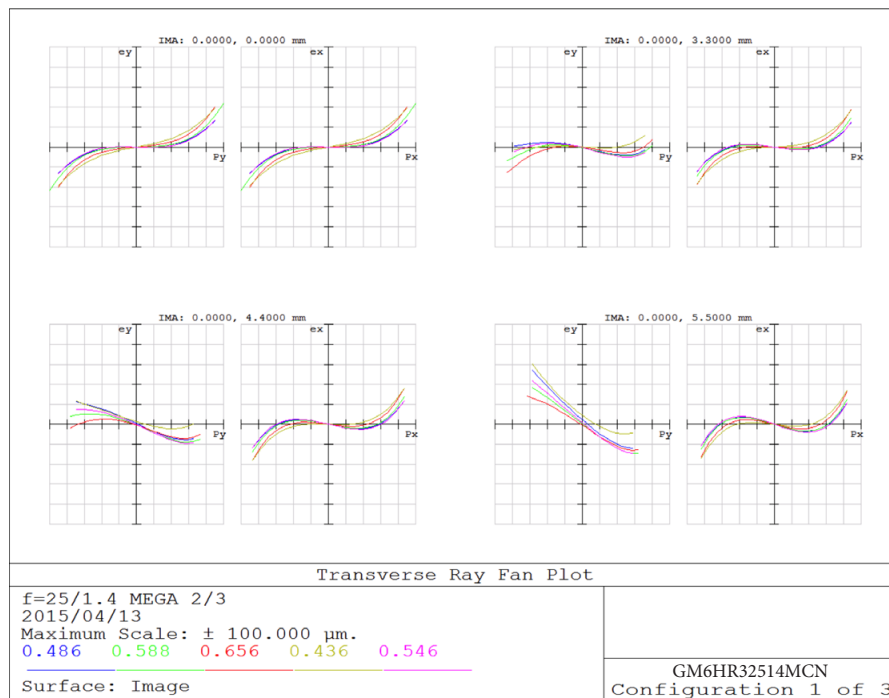 IMA: 0.0000, 0.0000 mm
ey
ex
Py
Px
IMA: 0.0000, 3.3000 mm
ey
ex
Py
Px
IMA: 0.0000, 4.4000 mm
ey
ex
Py
Px
IMA: 0.0000, 5.5000 mm
ey
ex
Py
Px
Transverse Ray Fan Plot
f=25/1.4 MEGA 2/3
2015/04/13
Maximum Scale: ± 100.000 µm.
0.486 0.588 0.656 0.436 0.546
Surface: Image
GM6HR32514MCN
Configuration 1 of 3